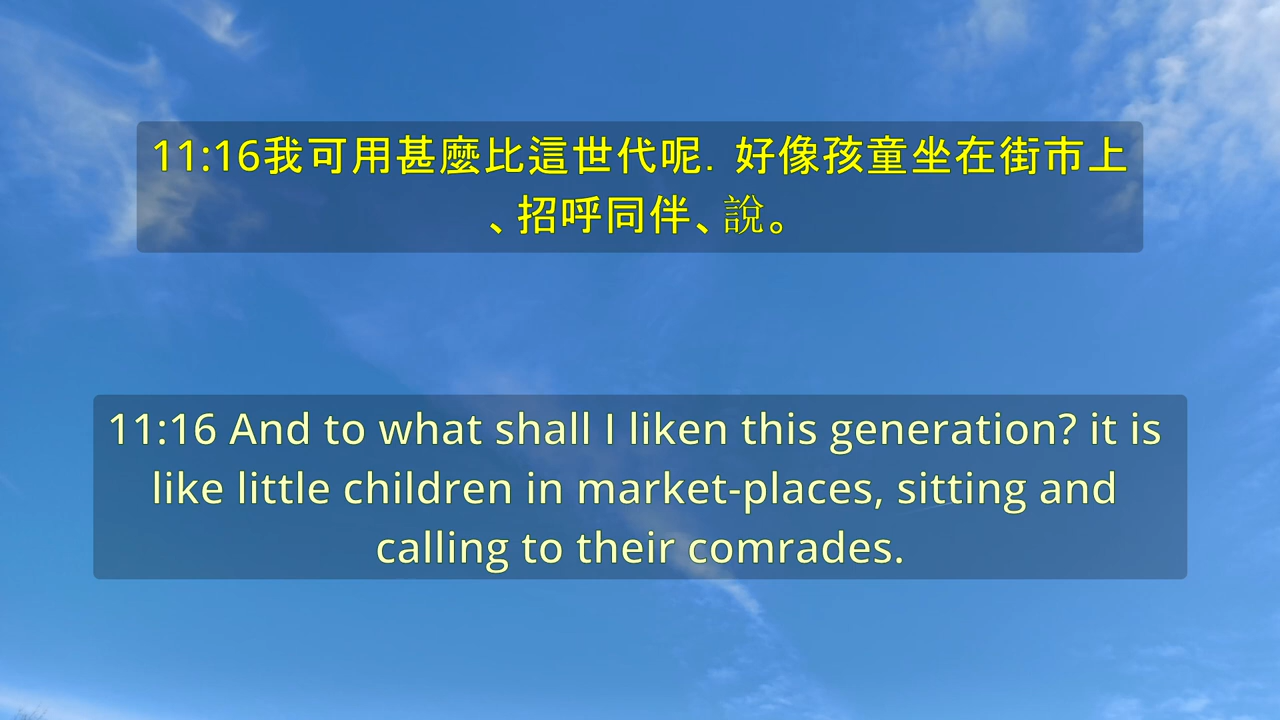 11:16我可用甚麼比這世代呢．好像孩童坐在街市上
、招呼同伴、說。
11:16 And to what shall I liken this generation? it is
like little children in market-places, sitting and
calling to their comrades.